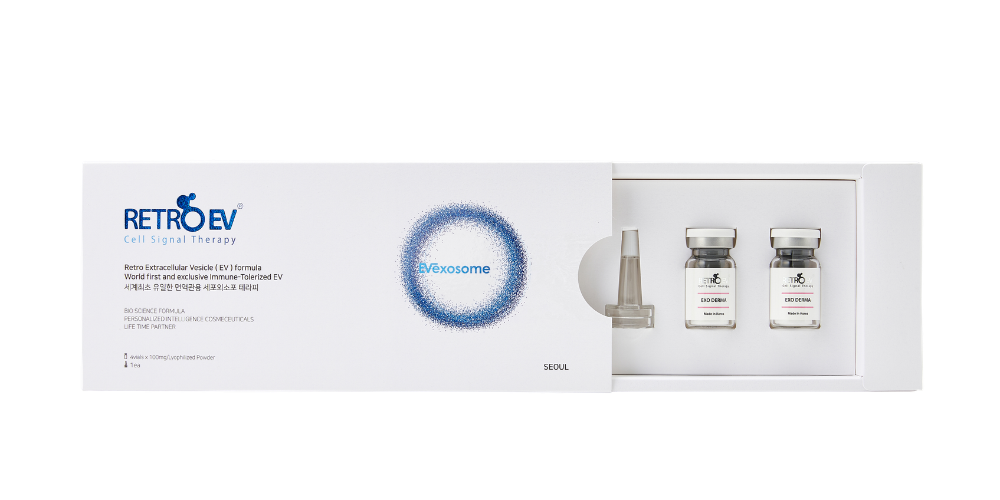 RETRO EV®
Cell Signal Therapy
Retro Extracellular Vesicle ( EV ) formula
World first and exclusive Immune-Tolerized EV
세계최초 유일한 면역관용 세포외소포 테라피
BIO SCIENCE FORMULA
PERSONALIZED INTELLIGENCE COSMECEUTICALS
LIFE TIME PARTNER
4vials x 100mg/Lyophilized Powder
1ea
EVexosome
SEOUL
RETRO EV
Cell Signal Therapy
EXO DERMA
Made In Korea
RETRO EV
Cell Signal Therapy
EXO DERMA
Made In Korea